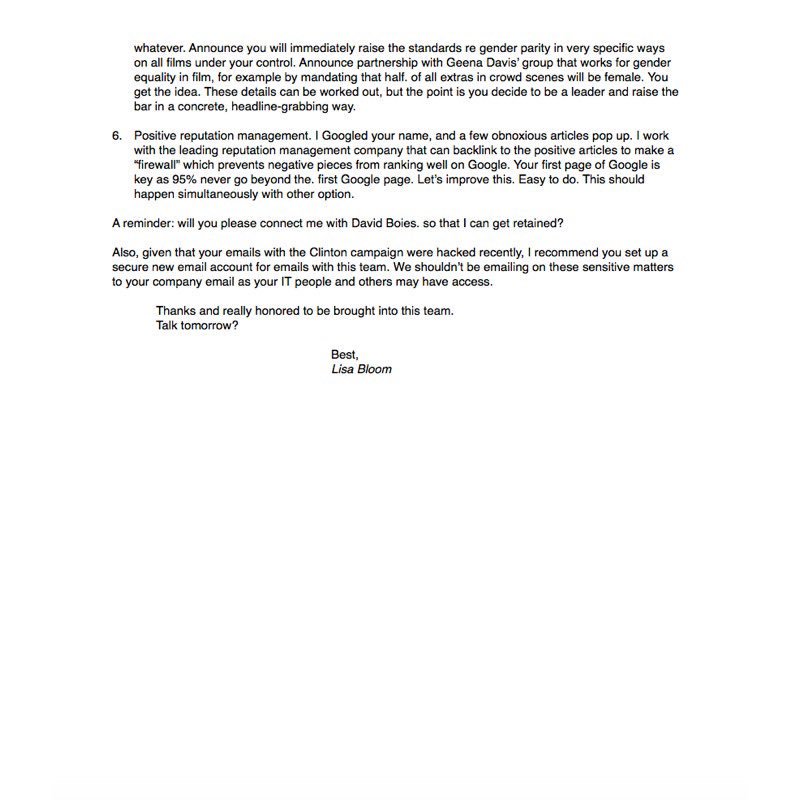 whatever. Announce you will immediately raise the standards re gender parity in very specific ways
on all films under your control. Announce partnership with Geena Davis' group that works for gender
equality in film, for example by mandating that half. of all extras in crowd scenes will be female. You
get the idea. These details can be worked out, but the point is you decide to be a leader and raise the
bar in a concrete, headline-grabbing way.
6. Positive reputation management. I Googled your name, and a few obnoxious articles pop up. I work
with the leading reputation management company that can backlink to the positive articles to make a
"firewall" which prevents negative pieces from ranking well on Google. Your first page of Google is
key as 95% never go beyond the. first Google page. Let's improve this. Easy to do. This should
happen simultaneously with other option.
A reminder: will you please connect me with David Boies. so that I can get retained?
Also, given that your emails with the Clinton campaign were hacked recently, I recommend you set up a
secure new email account for emails with this team. We shouldn't be emailing on these sensitive matters
to your company email as your IT people and others may have access.
Thanks and really honored to be brought into this team.
Talk tomorrow?
Best,
Lisa Bloom